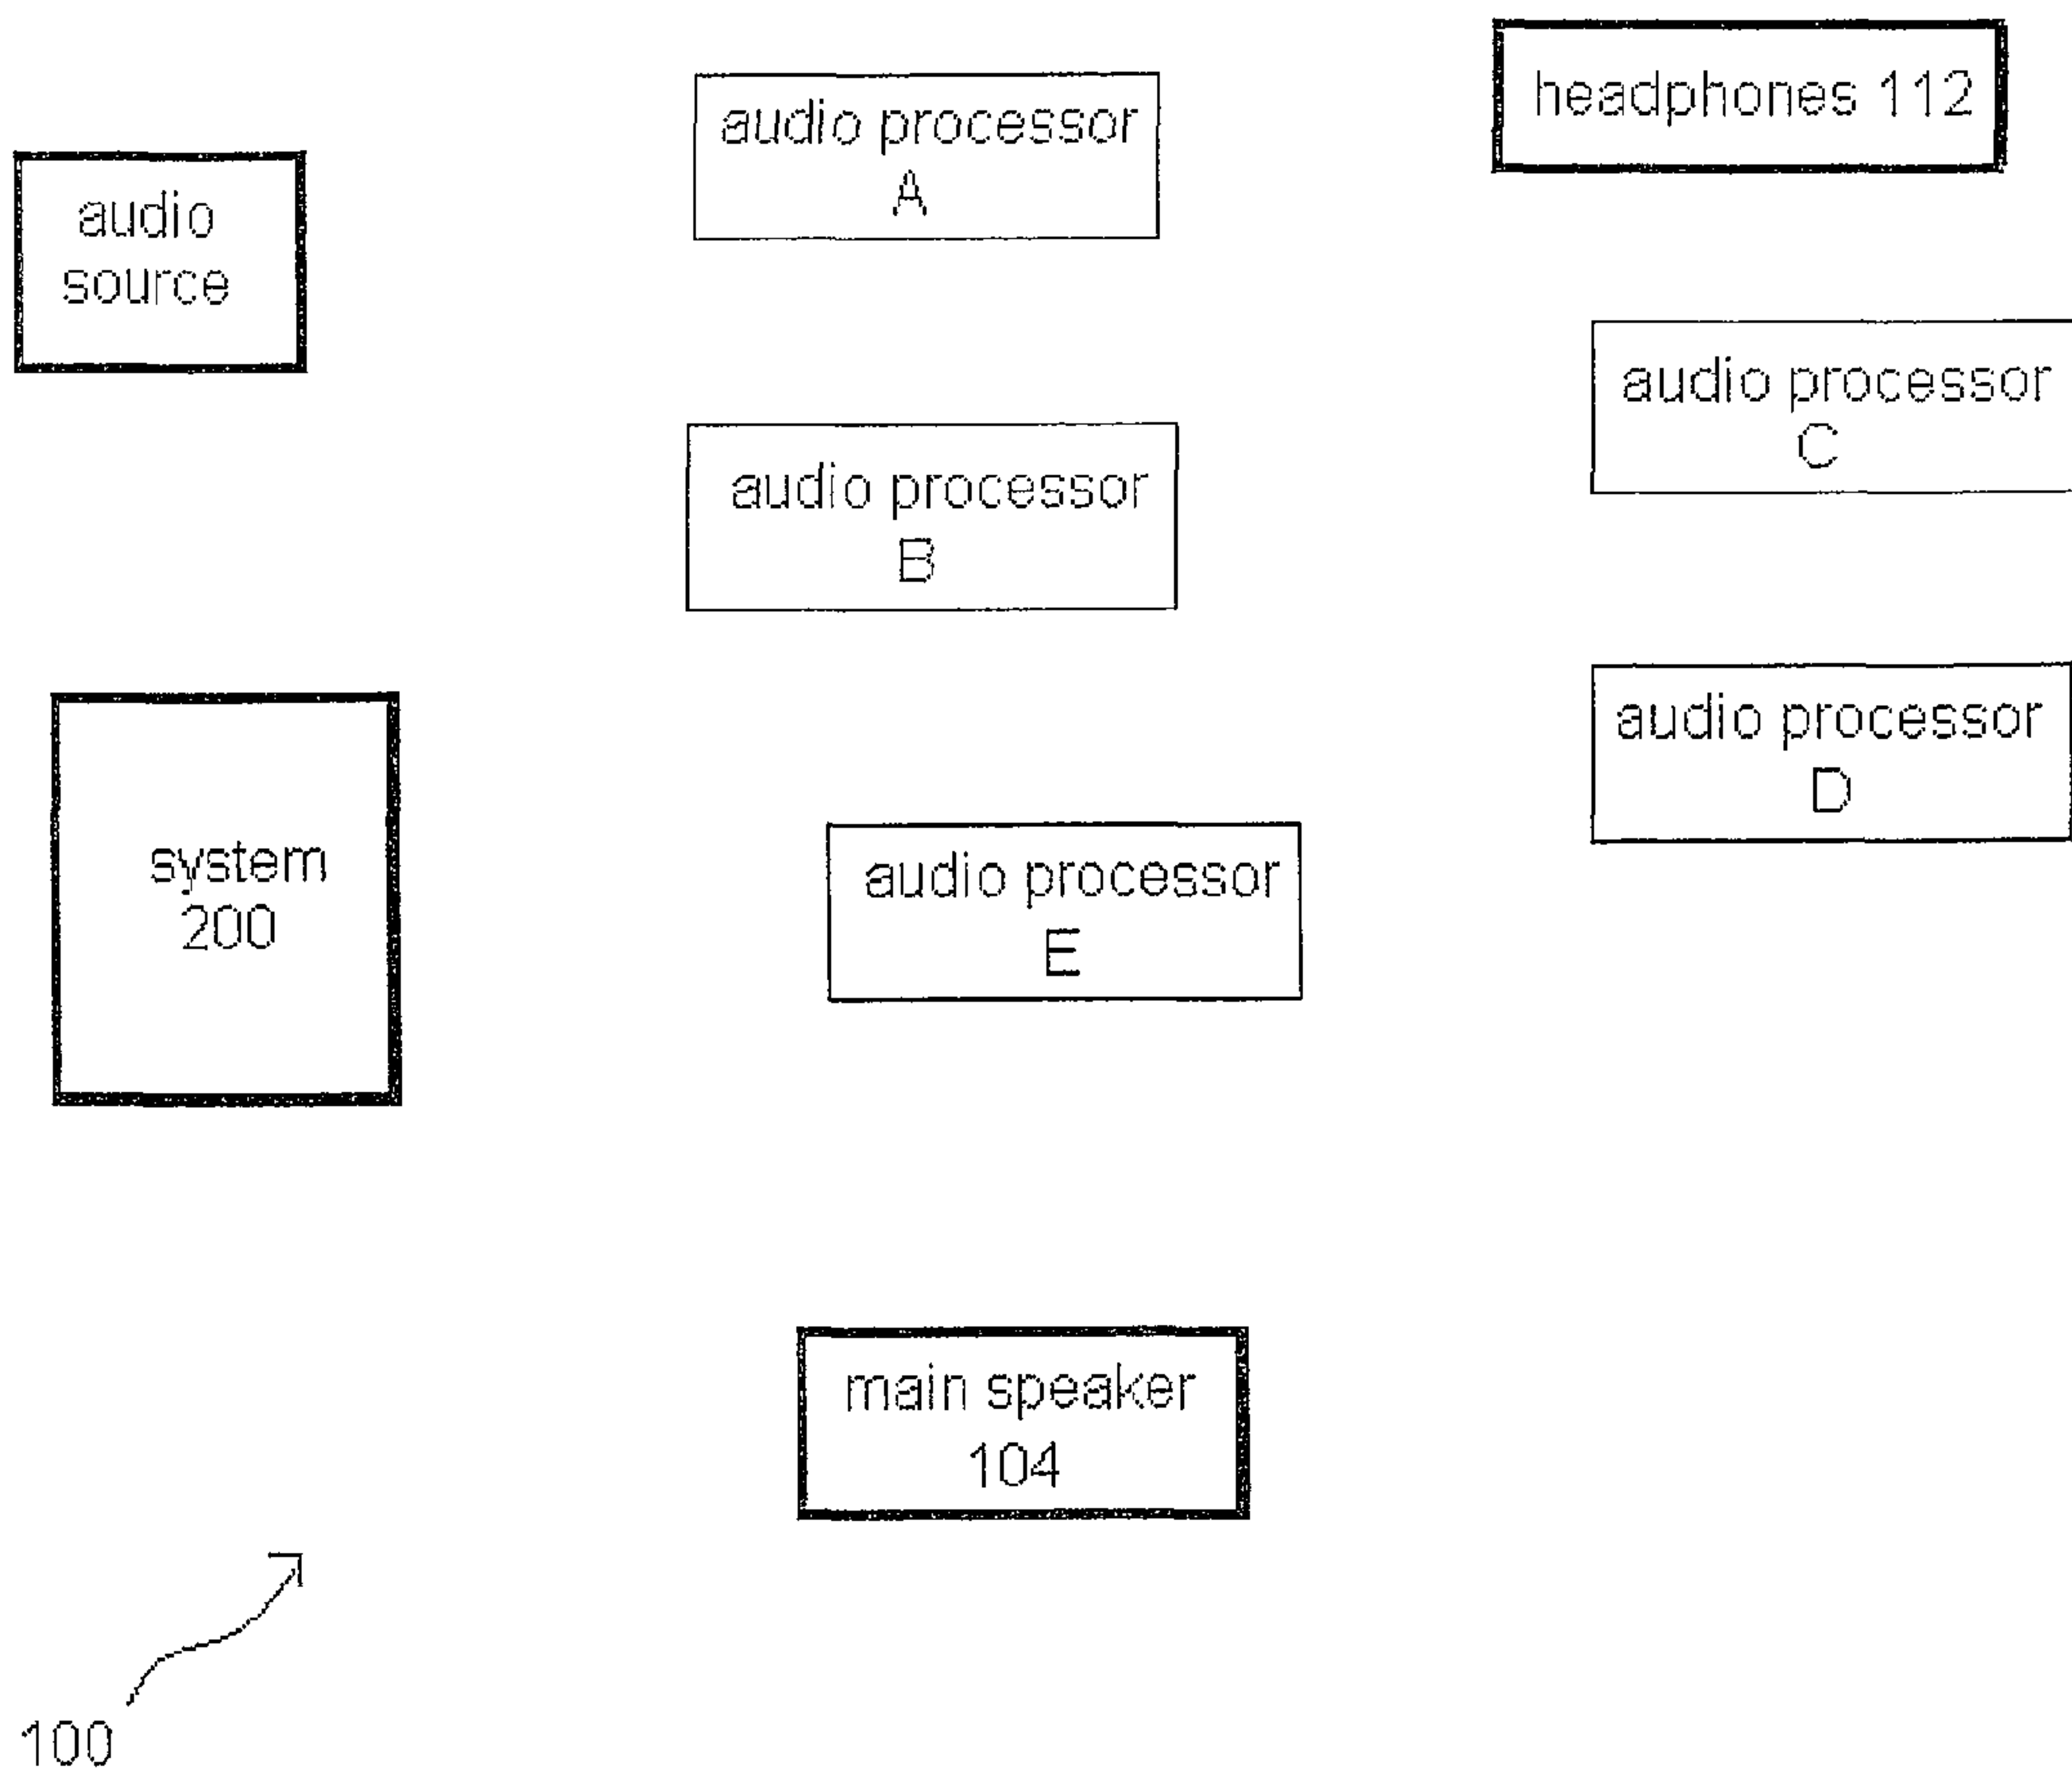 headphones 112
audio processor
A
audio
source
audio processor
C
audio processor
B
audio processor
D
system
200
audio processor
E
main speaker
104
100